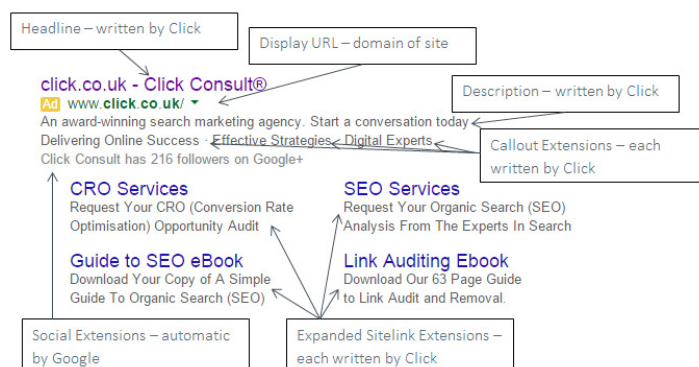 Headline – written by Click
Display URL – domain of site
click.co.uk - Click Consult®
Ad www.click.co.uk/
Description – written by Click
An award-winning search marketing agency. Start a conversation today
Delivering Online Success · Effective Strategies · Digital Experts
Callout Extensions – each
written by Click
Click Consult has 216 followers on Google+
CRO Services
Request Your CRO (Conversion Rate
Optimisation) Opportunity Audit
SEO Services
Request Your Organic Search (SEO)
Analysis From The Experts In Search
Guide to SEO eBook
Download Your Copy of A Simple
Guide To Organic Search (SEO)
Link Auditing Ebook
Download Our 63 Page Guide
to Link Audit and Removal.
Social Extensions – automatic
by Google
Expanded Sitelink Extensions –
each written by Click